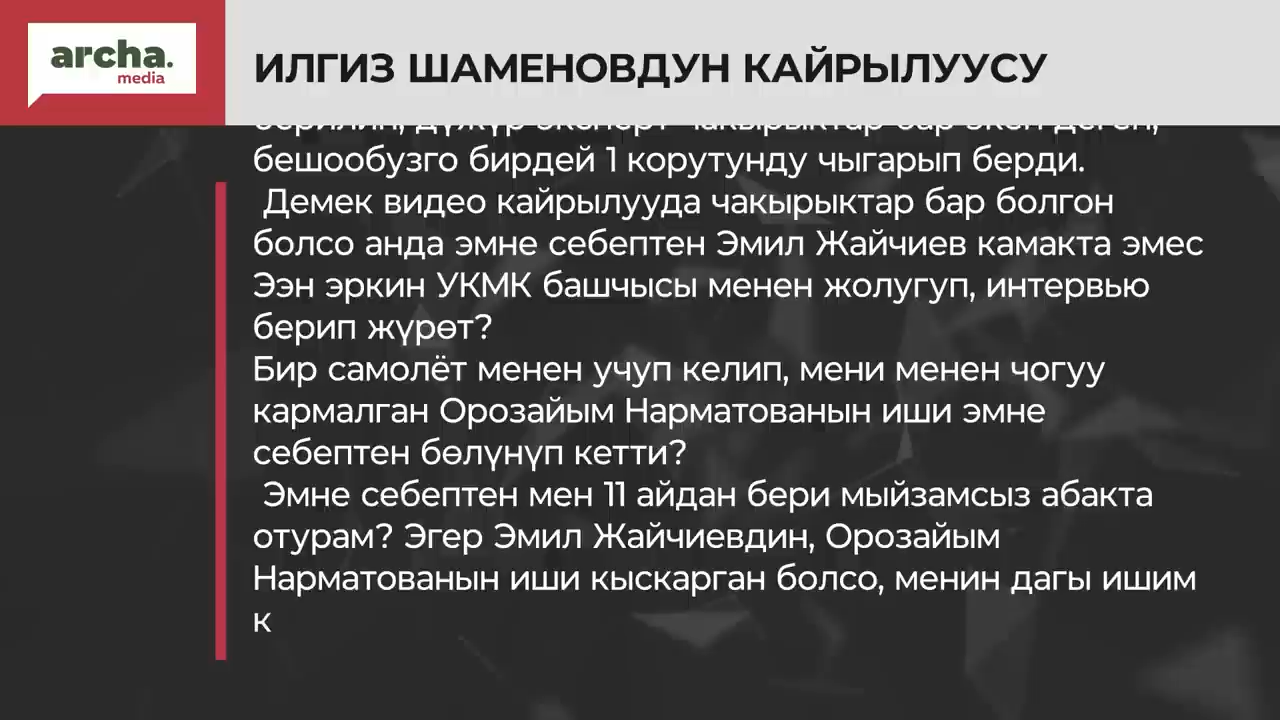 archa.
media
ИЛГИЗ ШАМЕНОВДУН КАЙРЫЛУУСУ
бешообузго бирдей 1 корутунду чыгарып берди.
Демек видео кайрылууда чакырыктар бар болгон
болсо анда эмне себептен Эмил Жайчиев камакта эмес
Ээн эркин УКМК башчысы менен жолугуп, интервью
берип жүрөт?
Бир самолёт менен учуп келип, мени менен чогуу
кармалган Орозайым Нарматованын иши эмне
себептен бөлүнүп кетти?
Эмне себептен мен 11 айдан бери мыйзамсыз абакта
отурам? Эгер Эмил Жайчиевдин, Орозайым
Нарматованын иши кыскарган болсо, менин дагы ишим
к